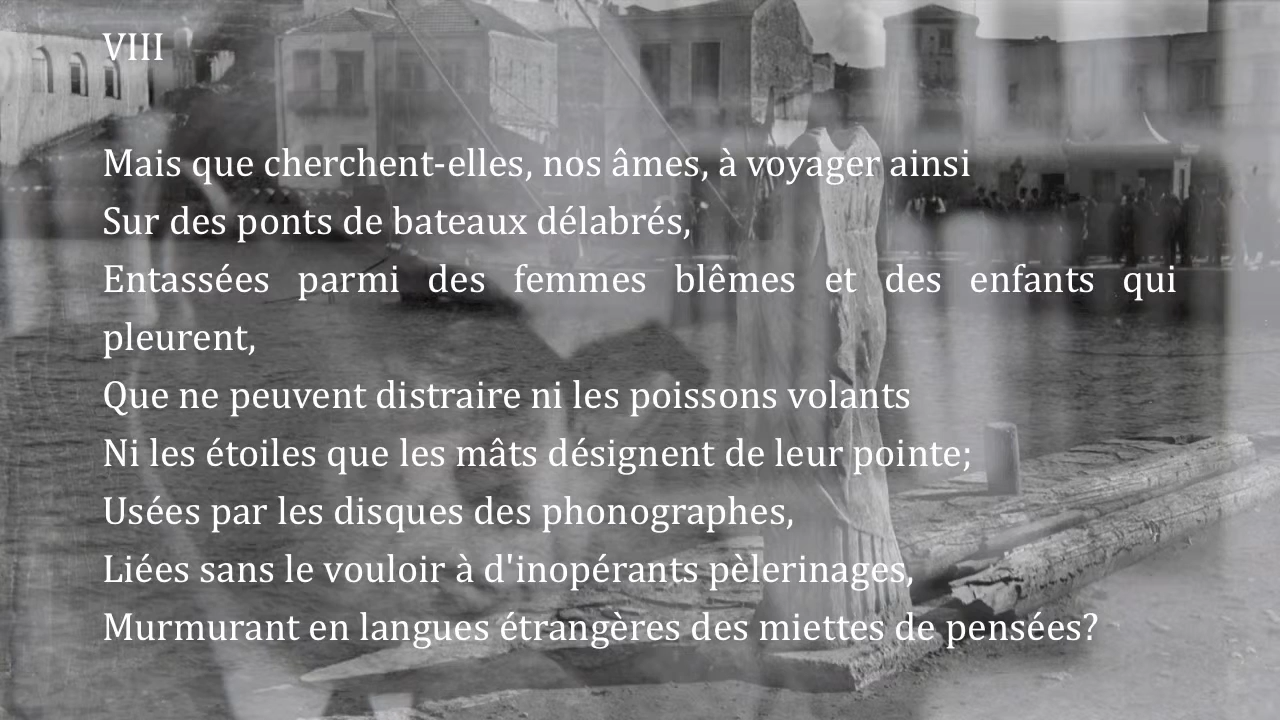 VIII
Mais que cherchent-elles, nos âmes, à voyager ainsi
Sur des ponts de bateaux délabrés,
Entassées parmi des femmes blêmes et des enfants qui
pleurent,
Que ne peuvent distraire ni les poissons volants
Ni les étoiles que les mâts désignent de leur pointe;
Usées par les disques des phonographes,
Liées sans le vouloir à d'inopérants pèlerinages,
Murmurant en langues étrangères des miettes de pensées?